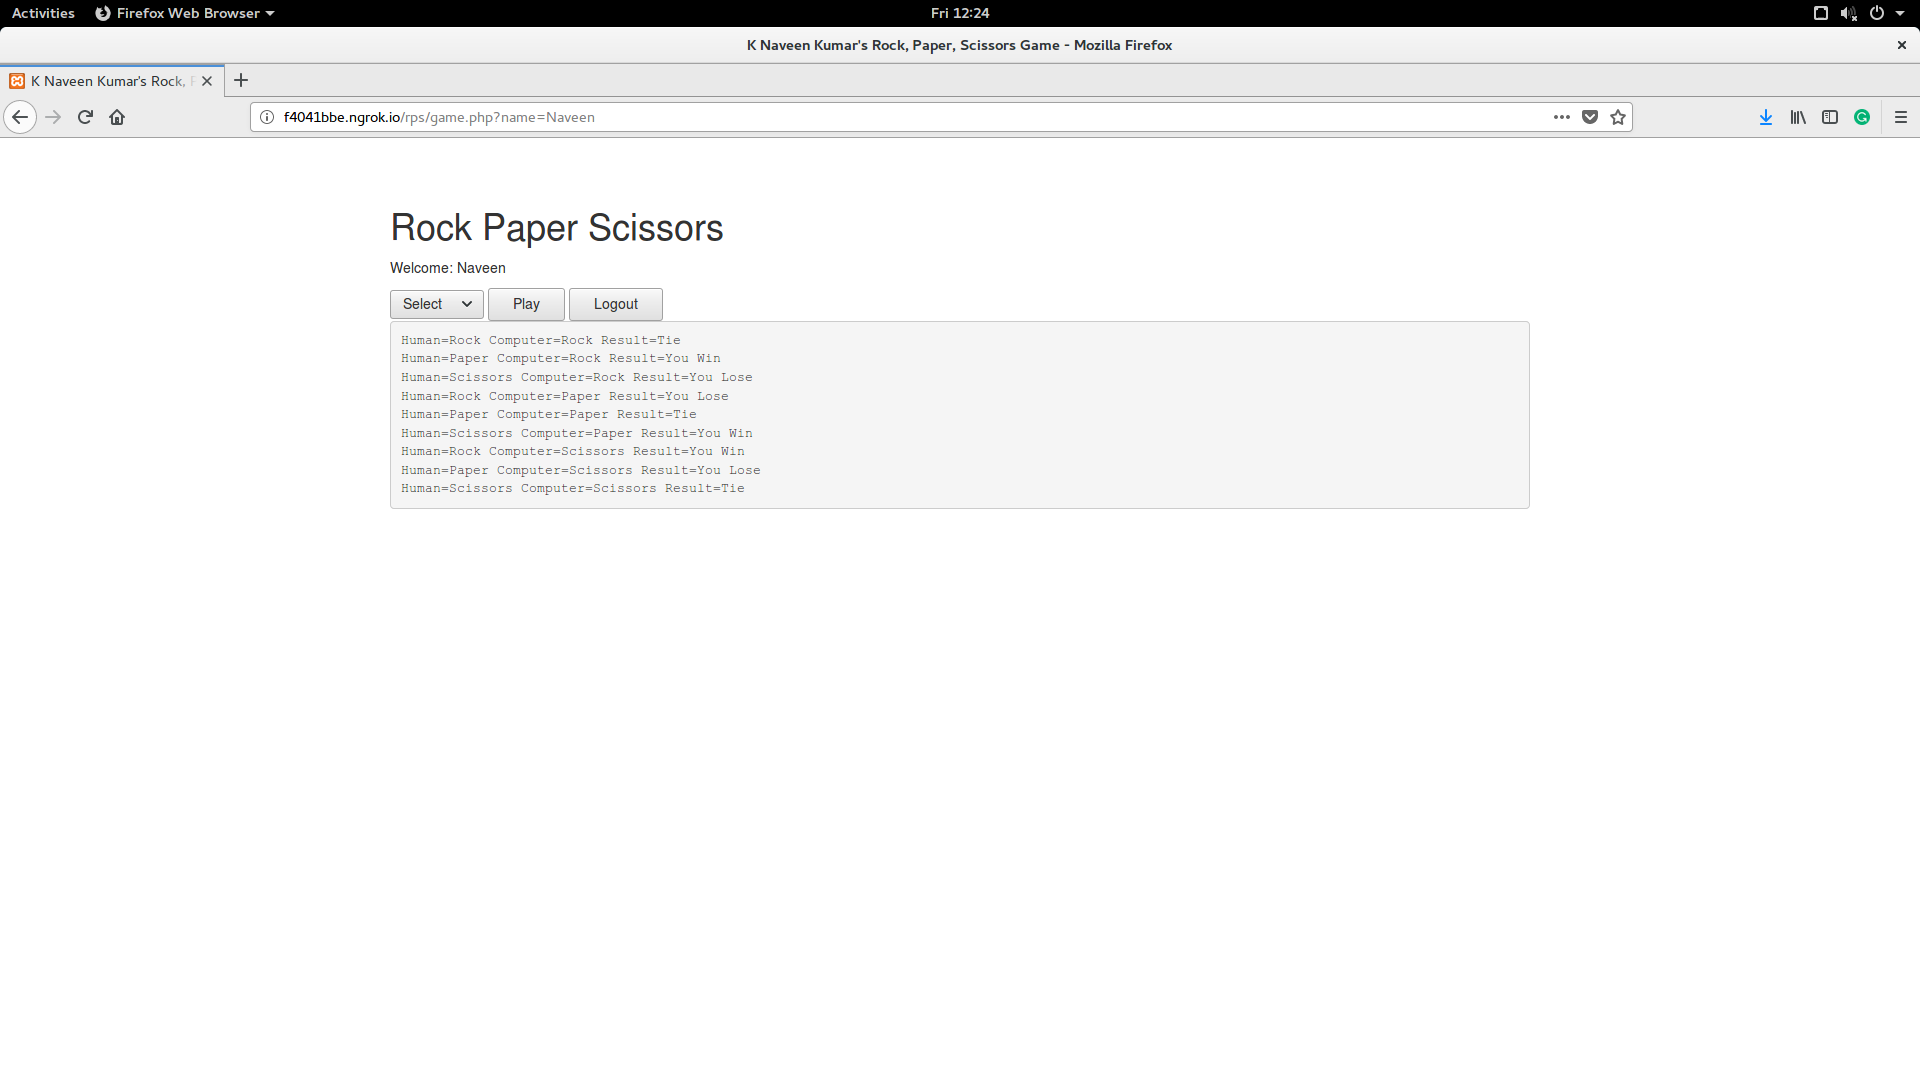 Activities Firefox Web Browser Fri 12:24
K Naveen Kumar's Rock, Paper, Scissors Game - Mozilla Firefox
K Naveen Kumar's Rock,
f4041bbe.ngrok.io/rps/game.php?name=Naveen
Rock Paper Scissors
Welcome: Naveen
Select Play Logout
Human=Rock Computer=Rock Result=Tie
Human=Paper Computer=Rock Result=You Win
Human=Scissors Computer=Rock Result=You Lose
Human=Rock Computer=Paper Result=You Lose
Human=Paper Computer=Paper Result=Tie
Human=Scissors Computer=Paper Result=You Win
Human=Rock Computer=Scissors Result=You Win
Human=Paper Computer=Scissors Result=You Lose
Human=Scissors Computer=Scissors Result=Tie